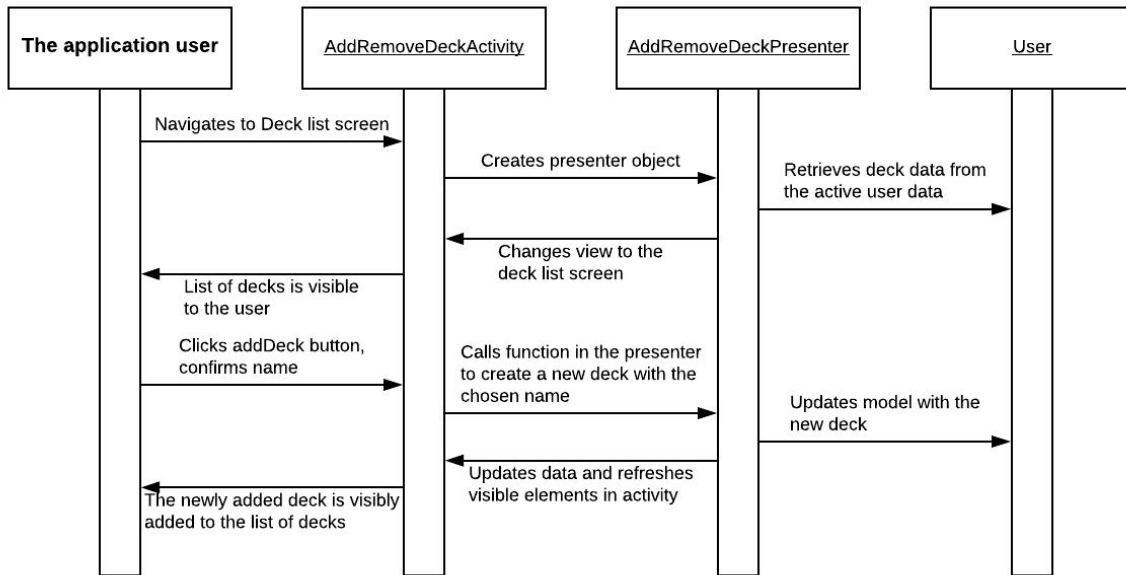 The application user
AddRemoveDeckActivity
AddRemoveDeckPresenter
User
Navigates to Deck list screen
Creates presenter object
Retrieves deck data from
the active user data
Changes view to the
deck list screen
List of decks is visible
to the user
Clicks addDeck button,
confirms name
Calls function in the presenter
to create a new deck with the
chosen name
Updates model with the
new deck
Updates data and refreshes
visible elements in activity
The newly added deck is visibly
added to the list of decks